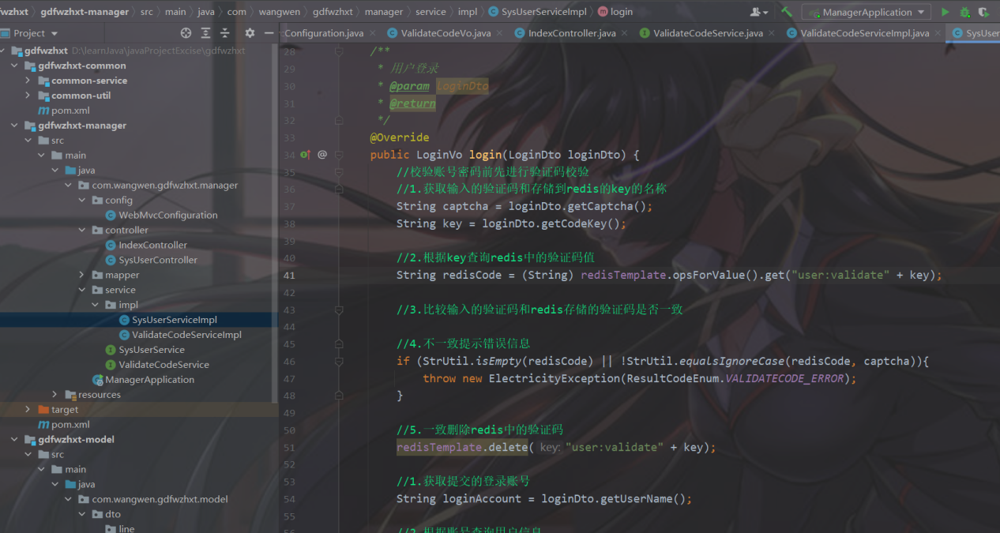 fwzhxt gdfwzhxt-manager src main java com wangwen gdfwzhxt manager service impl SysUserServiceImpl login ManagerApplication
Project
:Configuration.java ValidateCodeVo.java IndexController.java ValidateCodeService.java ValidateCodeServiceImpl.java SysUser
gdfwzhxt D:\learnJava\javaProjectExcise\gdfwzhxt
gdfwzhxt-common
common-service
common-util
pom.xml
gdfwzhxt-manager
src
main
java
com.wangwen.gdfwzhxt.manager
config
WebMvcConfiguration
controller
IndexController
SysUserController
mapper
service
impl
SysUserServiceImpl
ValidateCodeServiceImpl
SysUserService
ValidateCodeService
ManagerApplication
resources
target
pom.xml
gdfwzhxt-model
src
main
java
com.wangwen.gdfwzhxt.model
dto
line
28 /**
29 * 用户登录
30 * @param LoginDto
31 * @return
32 */
33 @Override
34 @ public LoginVo login(LoginDto loginDto) {
35 //校验账号密码前先进行验证码校验
36 //1.获取输入的验证码和存储到redis的key的名称
37 String captcha = loginDto.getCaptcha();
38 String key = loginDto.getCodeKey();
39
40 //2.根据key查询redis中的验证码值
41 String redisCode = (String) redisTemplate.opsForValue().get("user:validate" + key);
42
43 //3.比较输入的验证码和redis存储的验证码是否一致
44
45 //4.不一致提示错误信息
46 if (StrUtil.isEmpty(redisCode) || !StrUtil.equalsIgnoreCase(redisCode, captcha)){
47 throw new ElectricityException(ResultCodeEnum.VALIDATECODE_ERROR);
48 }
49
50 //5.一致删除redis中的验证码
51 redisTemplate.delete( key: "user:validate" + key);
52
53 //1.获取提交的登录账号
54 String loginAccount = loginDto.getUserName();
55
56 //2.根据账号查询用户信息